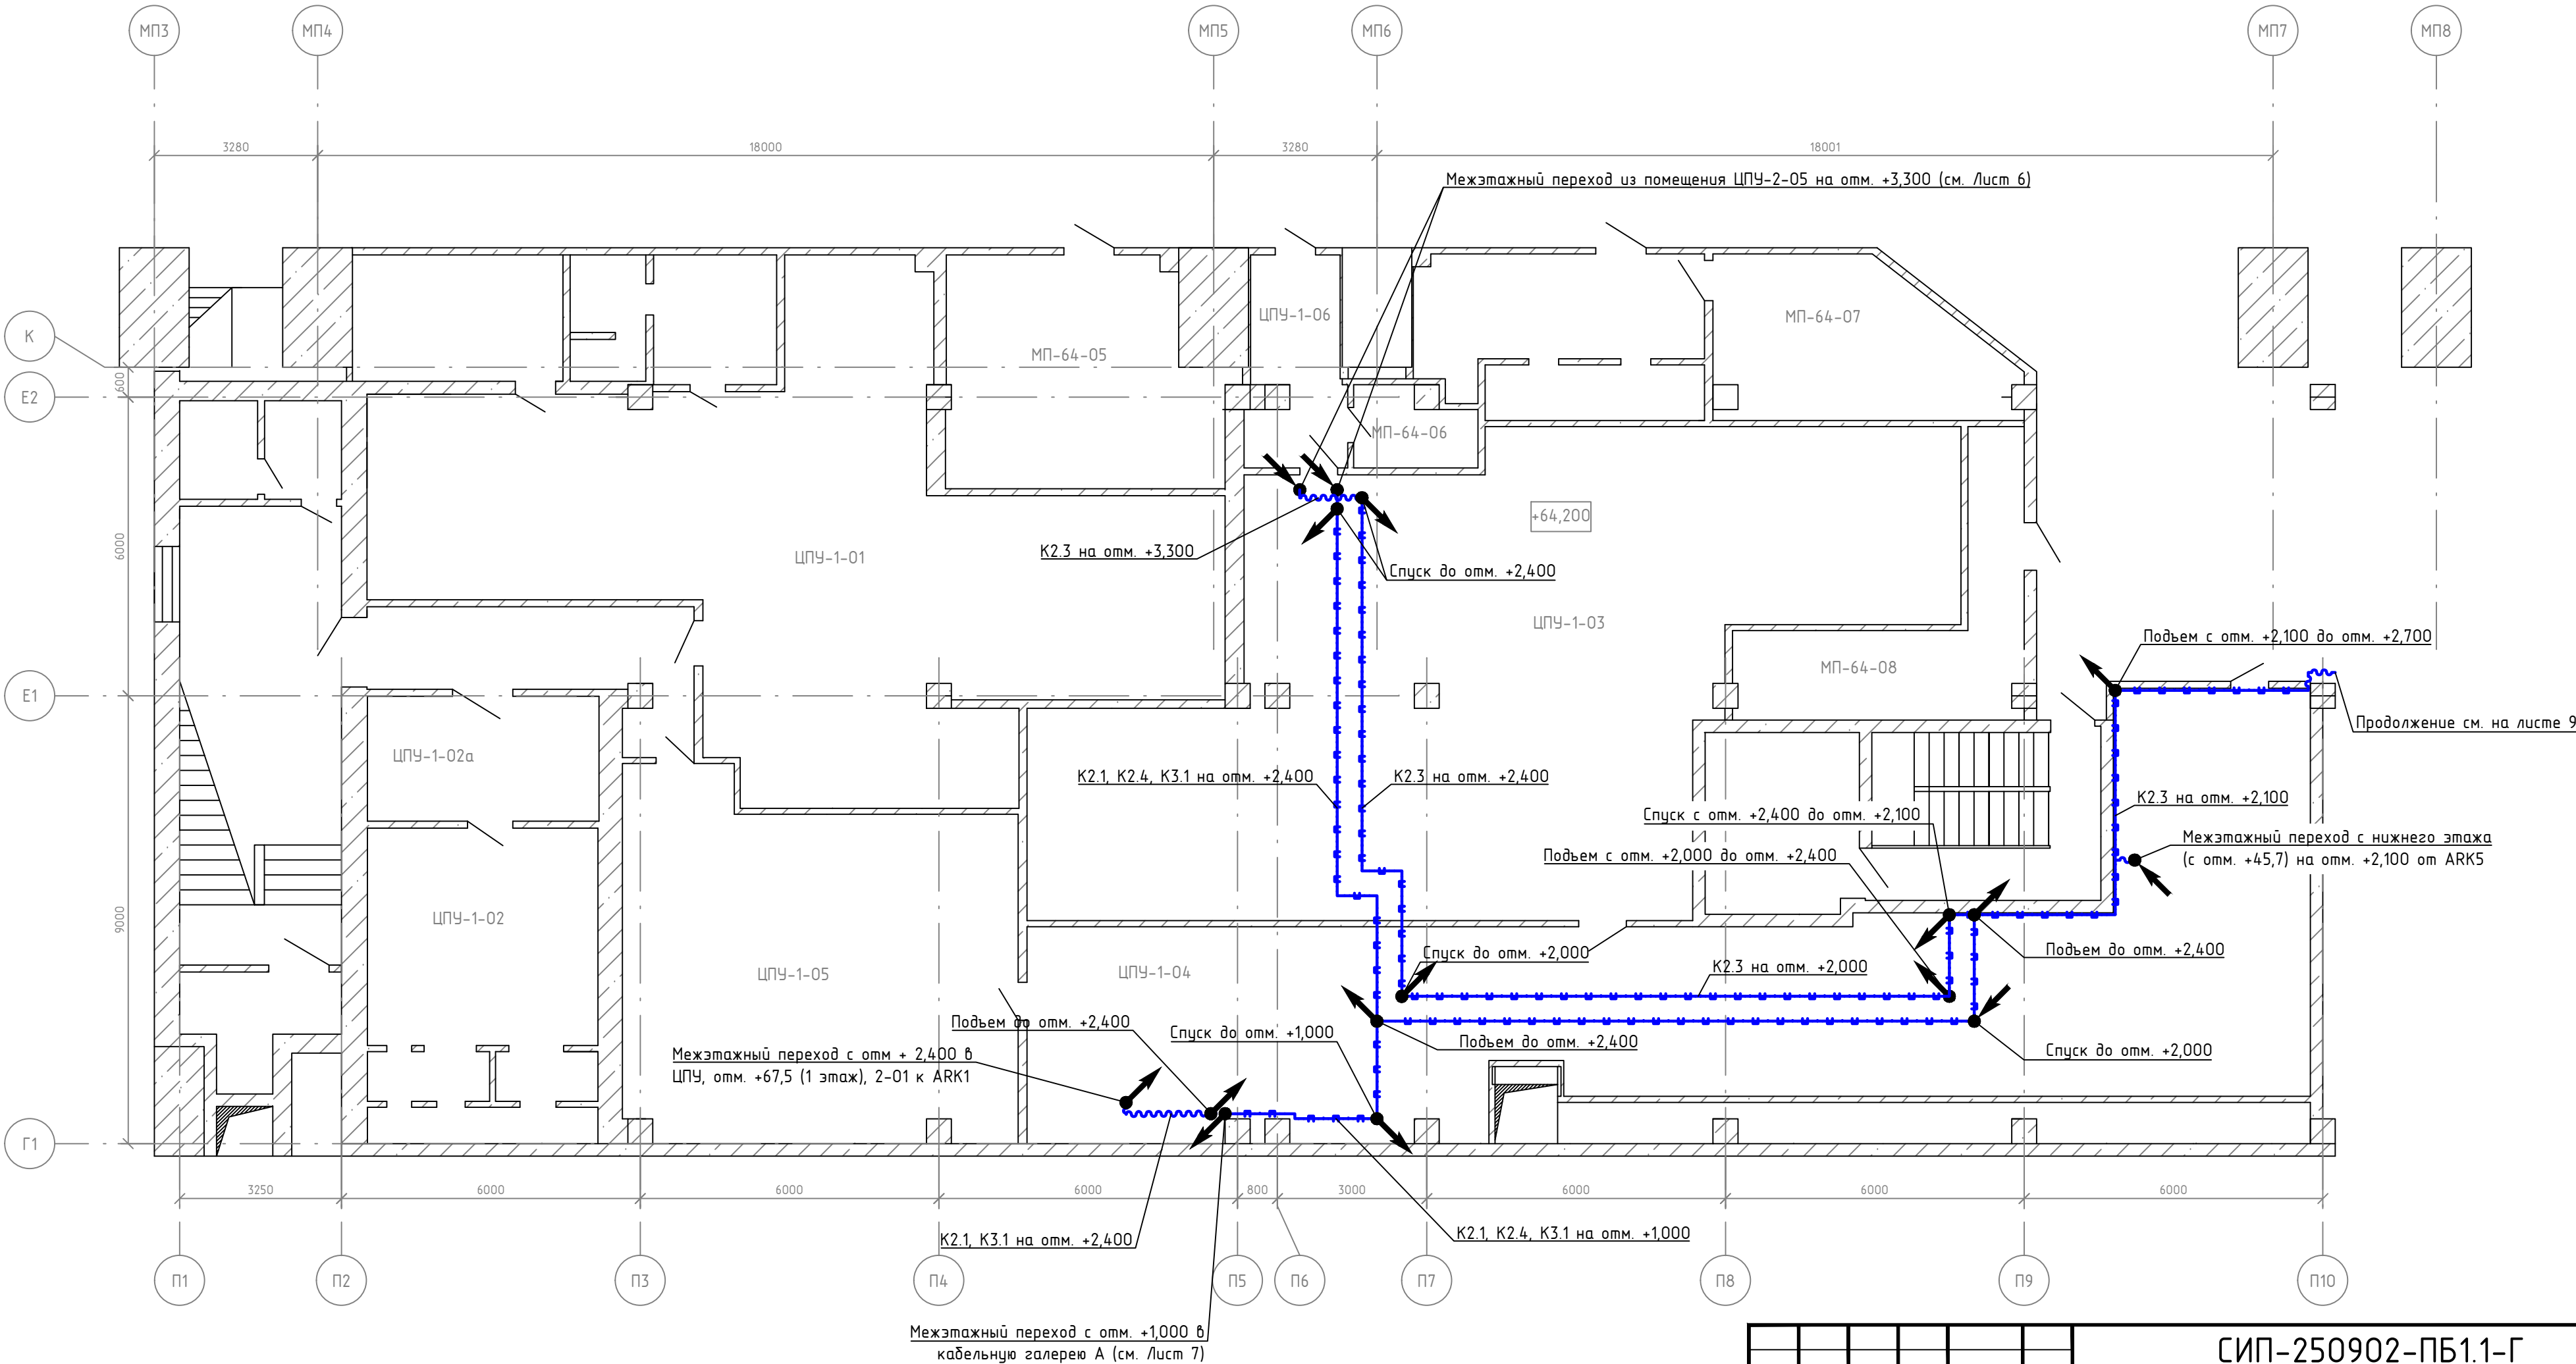 МП3 МП4 МП5 МП6 МП7 МП8
3280 18000 3280 18001
Межэтажный переход из помещения ЦПУ-2-05 на отм. +3,300 (см. Лист 6)
К
ЦПУ-1-06
МП-64-07
МП-64-05
600
Е2
МП-64-06
+64,200
6000
ЦПУ-1-01
К2.3 на отм. +3,300
Спуск до отм. +2,400
ЦПУ-1-03
Подъем с отм. +2,100 до отм. +2,700
МП-64-08
Е1
Продолжение см. на листе 9
ЦПУ-1-02а
К2.1, К2.4, К3.1 на отм. +2,400
К2.3 на отм. +2,400
К2.3 на отм. +2,100
Спуск с отм. +2,400 до отм. +2,100
Межэтажный переход с нижнего этажа
(с отм. +45,7) на отм. +2,100 от ARK5
Подъем с отм. +2,000 до отм. +2,400
9000
ЦПУ-1-02
Спуск до отм. +2,000
Подъем до отм. +2,400
ЦПУ-1-05
ЦПУ-1-04
К2.3 на отм. +2,000
Подъем до отм. +2,400
Спуск до отм. +1,000
Подъем до отм. +2,400
Спуск до отм. +2,000
Межэтажный переход с отм + 2,400 в
ЦПУ, отм. +67,5 (1 этаж), 2-01 к ARK1
Г1
3250 6000 6000 6000 800 3000 6000 6000 6000
К2.1, К3.1 на отм. +2,400
К2.1, К2.4, К3.1 на отм. +1,000
П1 П2 П3 П4 П5 П6 П7 П8 П9 П10
Межэтажный переход с отм. +1,000 в
кабельную галерею А (см. Лист 7)
СИП-250902-ПБ1.1-Г